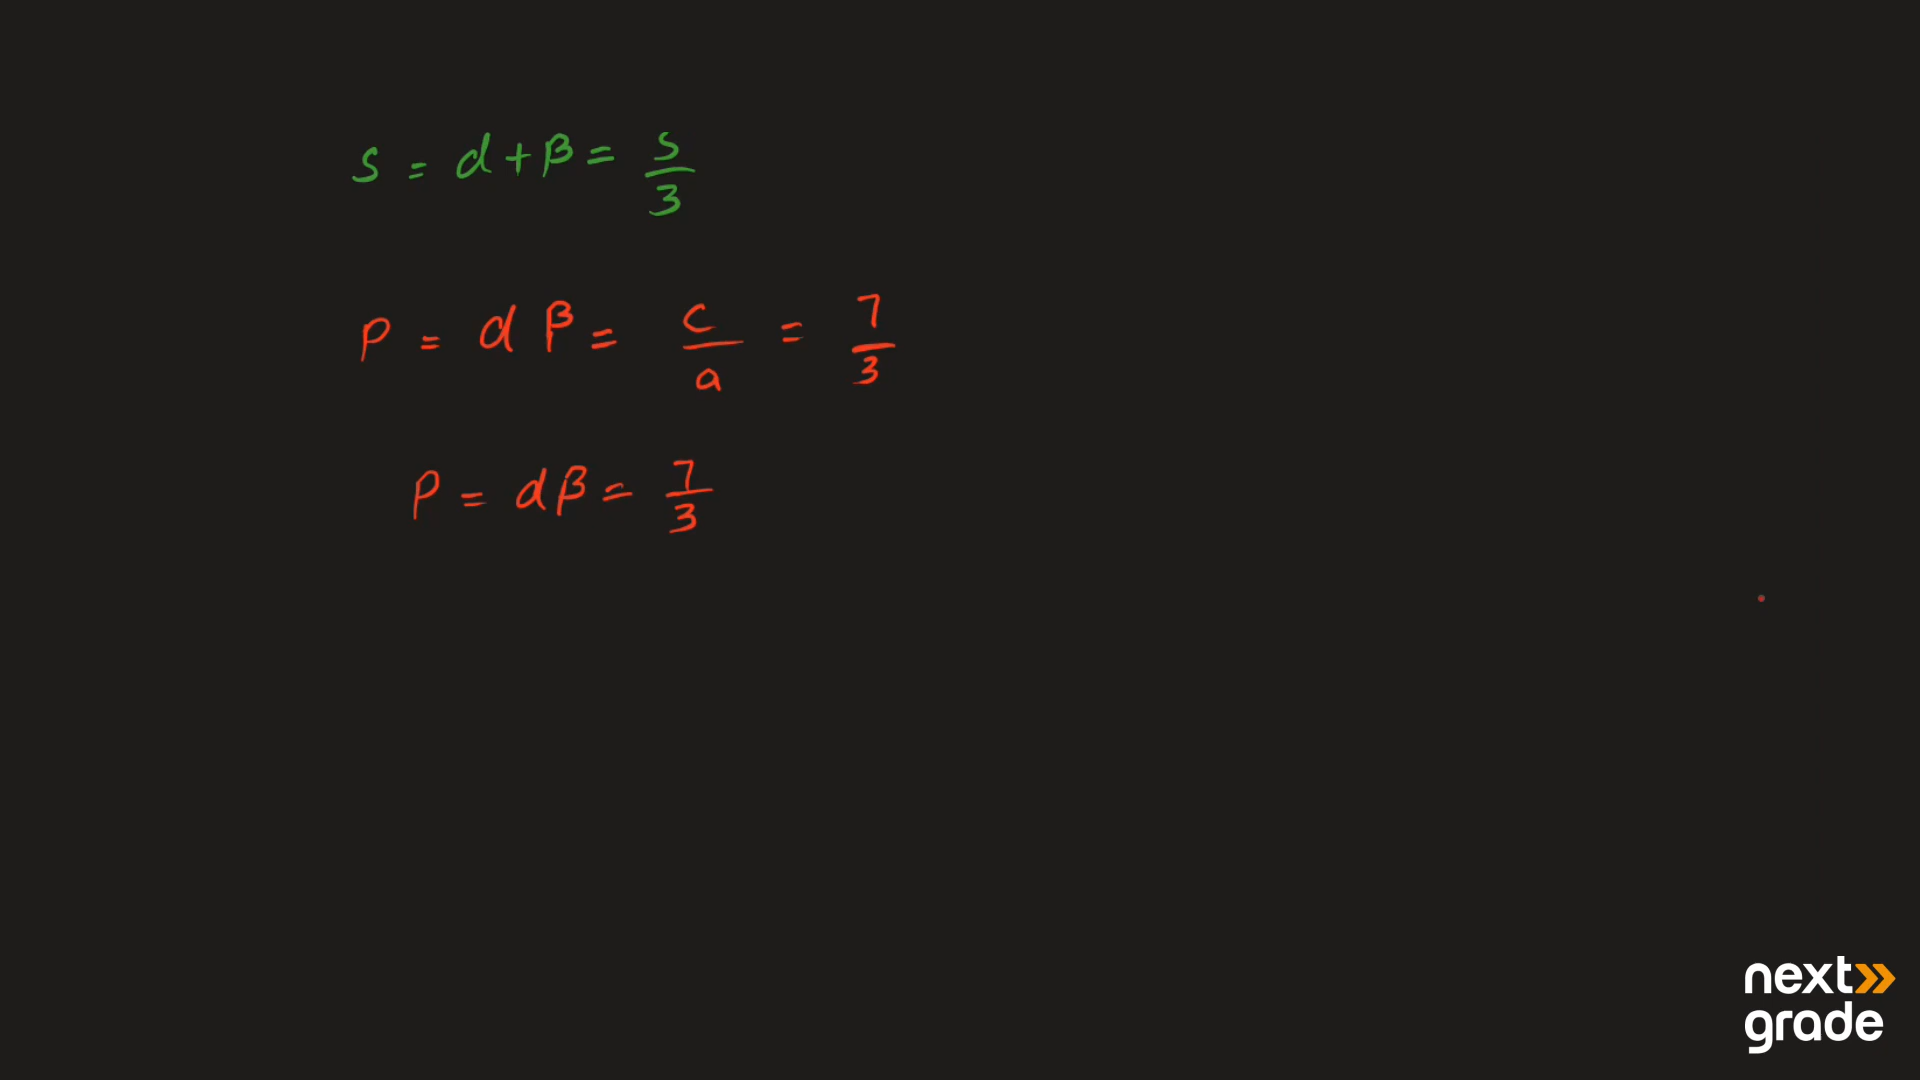 S = α + β = 5/3
P = α β = c/a = 7/3
P = αβ = 7/3
next
grade